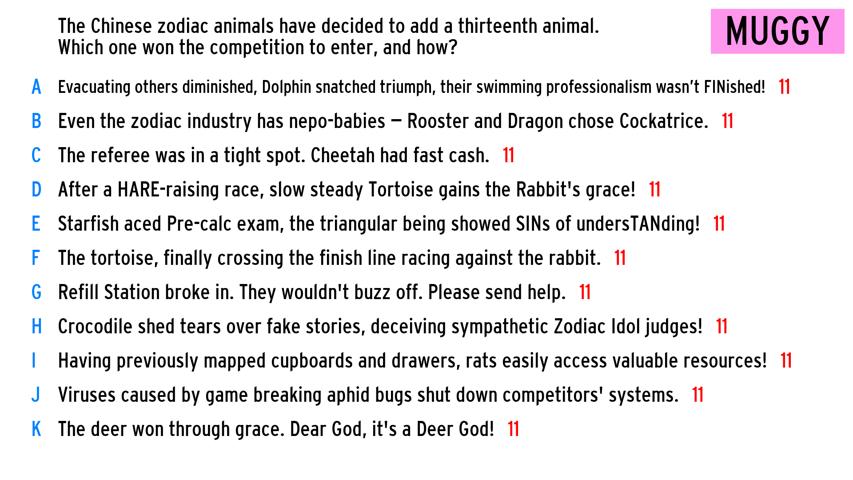 The Chinese zodiac animals have decided to add a thirteenth animal.
Which one won the competition to enter, and how?
MUGGY
A Evacuating others diminished, Dolphin snatched triumph, their swimming professionalism wasn't FINished! 11
B Even the zodiac industry has nepo-babies – Rooster and Dragon chose Cockatrice. 11
C The referee was in a tight spot. Cheetah had fast cash. 11
D After a HARE-raising race, slow steady Tortoise gains the Rabbit's grace! 11
E Starfish aced Pre-calc exam, the triangular being showed SINs of undersTANding! 11
F The tortoise, finally crossing the finish line racing against the rabbit. 11
G Refill Station broke in. They wouldn't buzz off. Please send help. 11
H Crocodile shed tears over fake stories, deceiving sympathetic Zodiac Idol judges! 11
I Having previously mapped cupboards and drawers, rats easily access valuable resources! 11
J Viruses caused by game breaking aphid bugs shut down competitors' systems. 11
K The deer won through grace. Dear God, it's a Deer God! 11